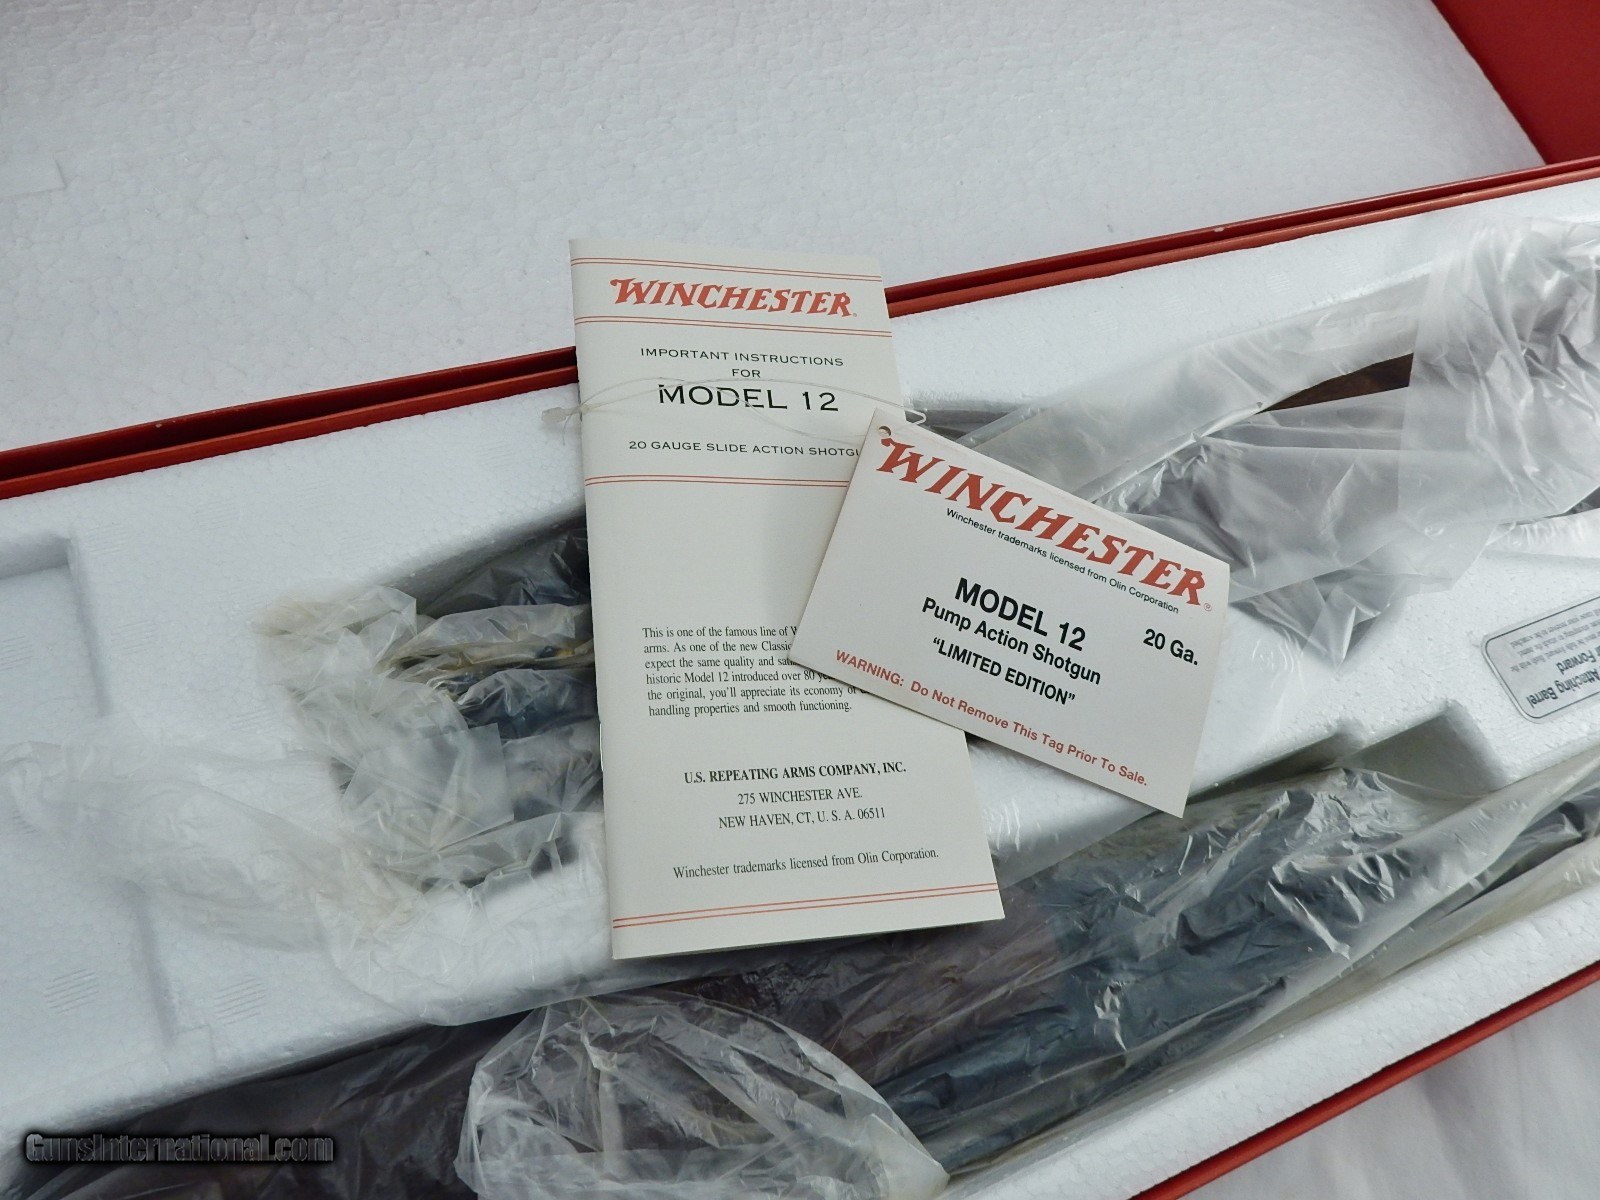 WINCHESTER®
IMPORTANT INSTRUCTIONS
FOR
MODEL 12
20 GAUGE SLIDE ACTION
This is one of the famous line of
arms. As one of the new
expect the same quality and
historic Model 12 introduced over 80
the original, you'll appreciate its economy of
handling properties and smooth functioning.
U.S. REPEATING ARMS COMPANY, INC.
275 WINCHESTER AVE.
NEW HAVEN, CT, U. S. A. 06511
Winchester trademarks licensed from Olin Corporation.
WINCHESTER®
Winchester trademarks licensed from Olin Corporation
MODEL 12 20 Ga.
Pump Action Shotgun
“LIMITED EDITION”
WARNING: Do Not Remove This Tag Prior To Sale.
Attaching Barrel
Forward
GunsInternational.com